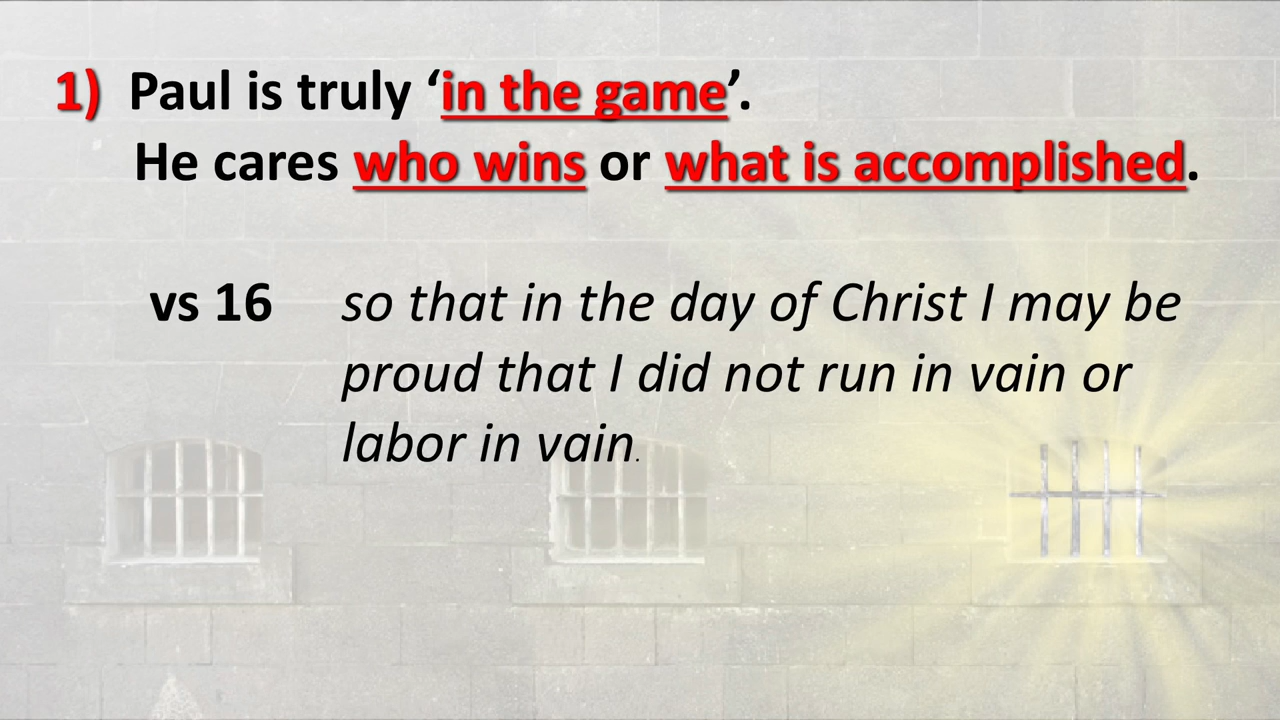 1) Paul is truly ‘in the game’.
He cares who wins or what is accomplished.
vs 16 so that in the day of Christ I may be
proud that I did not run in vain or
labor in vain.